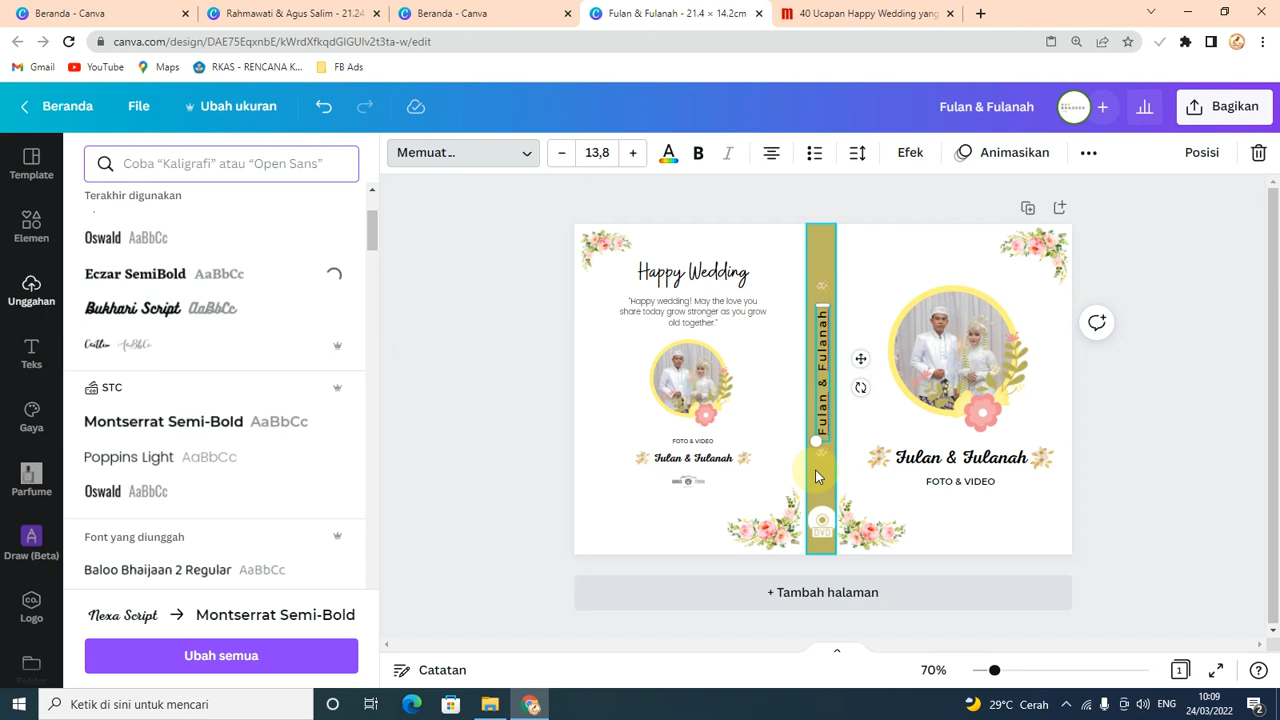 Beranda - Canva
Rahmawati & Agus Salim - 21.24
Beranda - Canva
Fulan & Fulanah - 21.4 × 14.2cm
40 Ucapan Happy Wedding yang
canva.com/design/DAE75EqxnbE/kWrdXfkqdGIGUIv2t3ta-w/edit
Gmail
YouTube
Maps
RKAS - RENCANA K...
FB Ads
Beranda
File
Ubah ukuran
Fulan & Fulanah
Bagikan
Template
Elemen
Unggahan
Teks
Gaya
Parfume
Draw (Beta)
Logo
Folder
Coba “Kaligrafi” atau “Open Sans”
Terakhir digunakan
Oswald AaBbCc
Eczar SemiBold AaBbCc
Bukhari Script AaBbCc
Caitlin AaBbCc
STC
Montserrat Semi-Bold AaBbCc
Poppins Light AaBbCc
Oswald AaBbCc
Font yang diunggah
Baloo Bhaijaan 2 Regular AaBbCc
Nexa Script → Montserrat Semi-Bold
Ubah semua
Memuat...
13,8
Efek
Animasikan
Posisi
Happy Wedding
"Happy wedding! May the love you
share today grow stronger as you grow
old together."
FOTO & VIDEO
Fulan & Fulanah
Fulan & Fulanah
DVD
Fulan & Fulanah
FOTO & VIDEO
+ Tambah halaman
Catatan
70%
1
Ketik di sini untuk mencari
29°C Cerah
ENG
10:09
24/03/2022
2